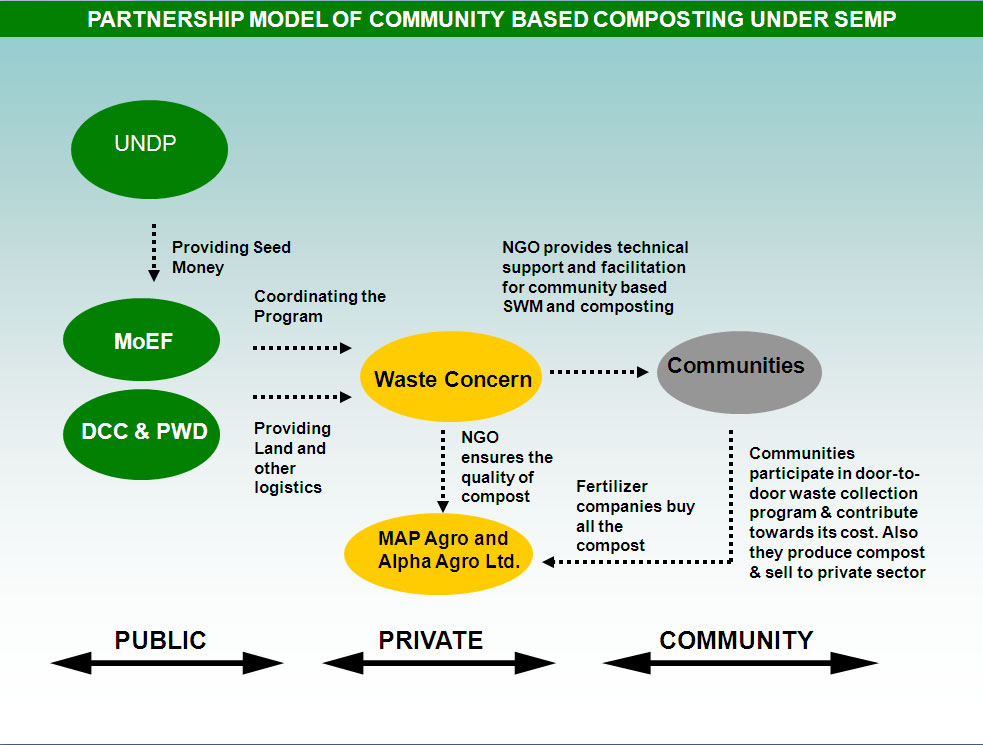 PARTNERSHIP MODEL OF COMMUNITY BASED COMPOSTING UNDER SEMP
UNDP
Providing Seed
Money
NGO provides technical
support and facilitation
for community based
SWM and composting
Coordinating the
Program
MoEF
Waste Concern
Communities
DCC & PWD
Providing
Land and
other
logistics
NGO
ensures the
quality of
compost
Fertilizer
companies buy
all the
compost
Communities
participate in door-to-
door waste collection
program & contribute
towards its cost. Also
they produce compost
& sell to private sector
MAP Agro and
Alpha Agro Ltd.
PUBLIC
PRIVATE
COMMUNITY